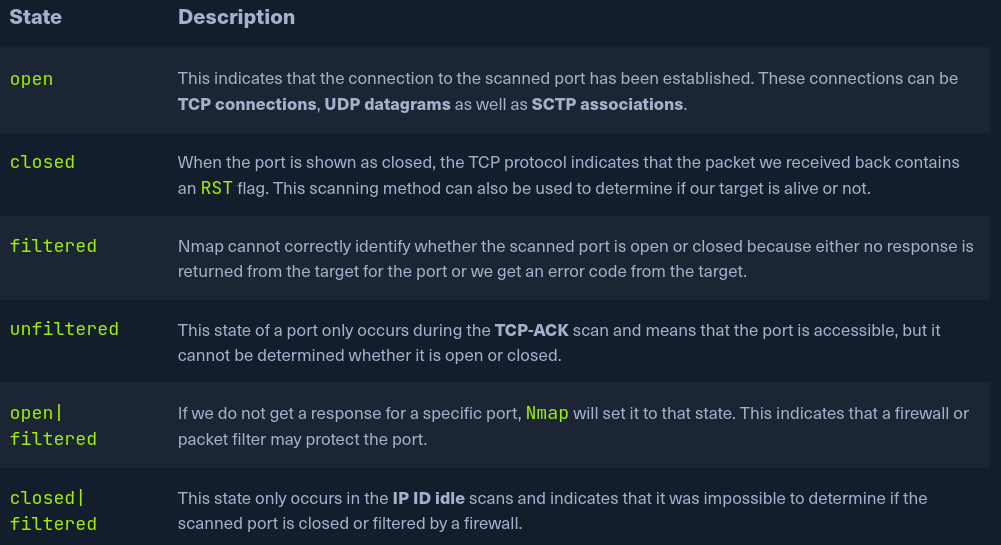 State Description
open This indicates that the connection to the scanned port has been established. These connections can be
TCP connections, UDP datagrams as well as SCTP associations.
closed When the port is shown as closed, the TCP protocol indicates that the packet we received back contains
an RST flag. This scanning method can also be used to determine if our target is alive or not.
filtered Nmap cannot correctly identify whether the scanned port is open or closed because either no response is
returned from the target for the port or we get an error code from the target.
unfiltered This state of a port only occurs during the TCP-ACK scan and means that the port is accessible, but it
cannot be determined whether it is open or closed.
open| If we do not get a response for a specific port, Nmap will set it to that state. This indicates that a firewall or
filtered packet filter may protect the port.
closed| This state only occurs in the IP ID idle scans and indicates that it was impossible to determine if the
filtered scanned port is closed or filtered by a firewall.